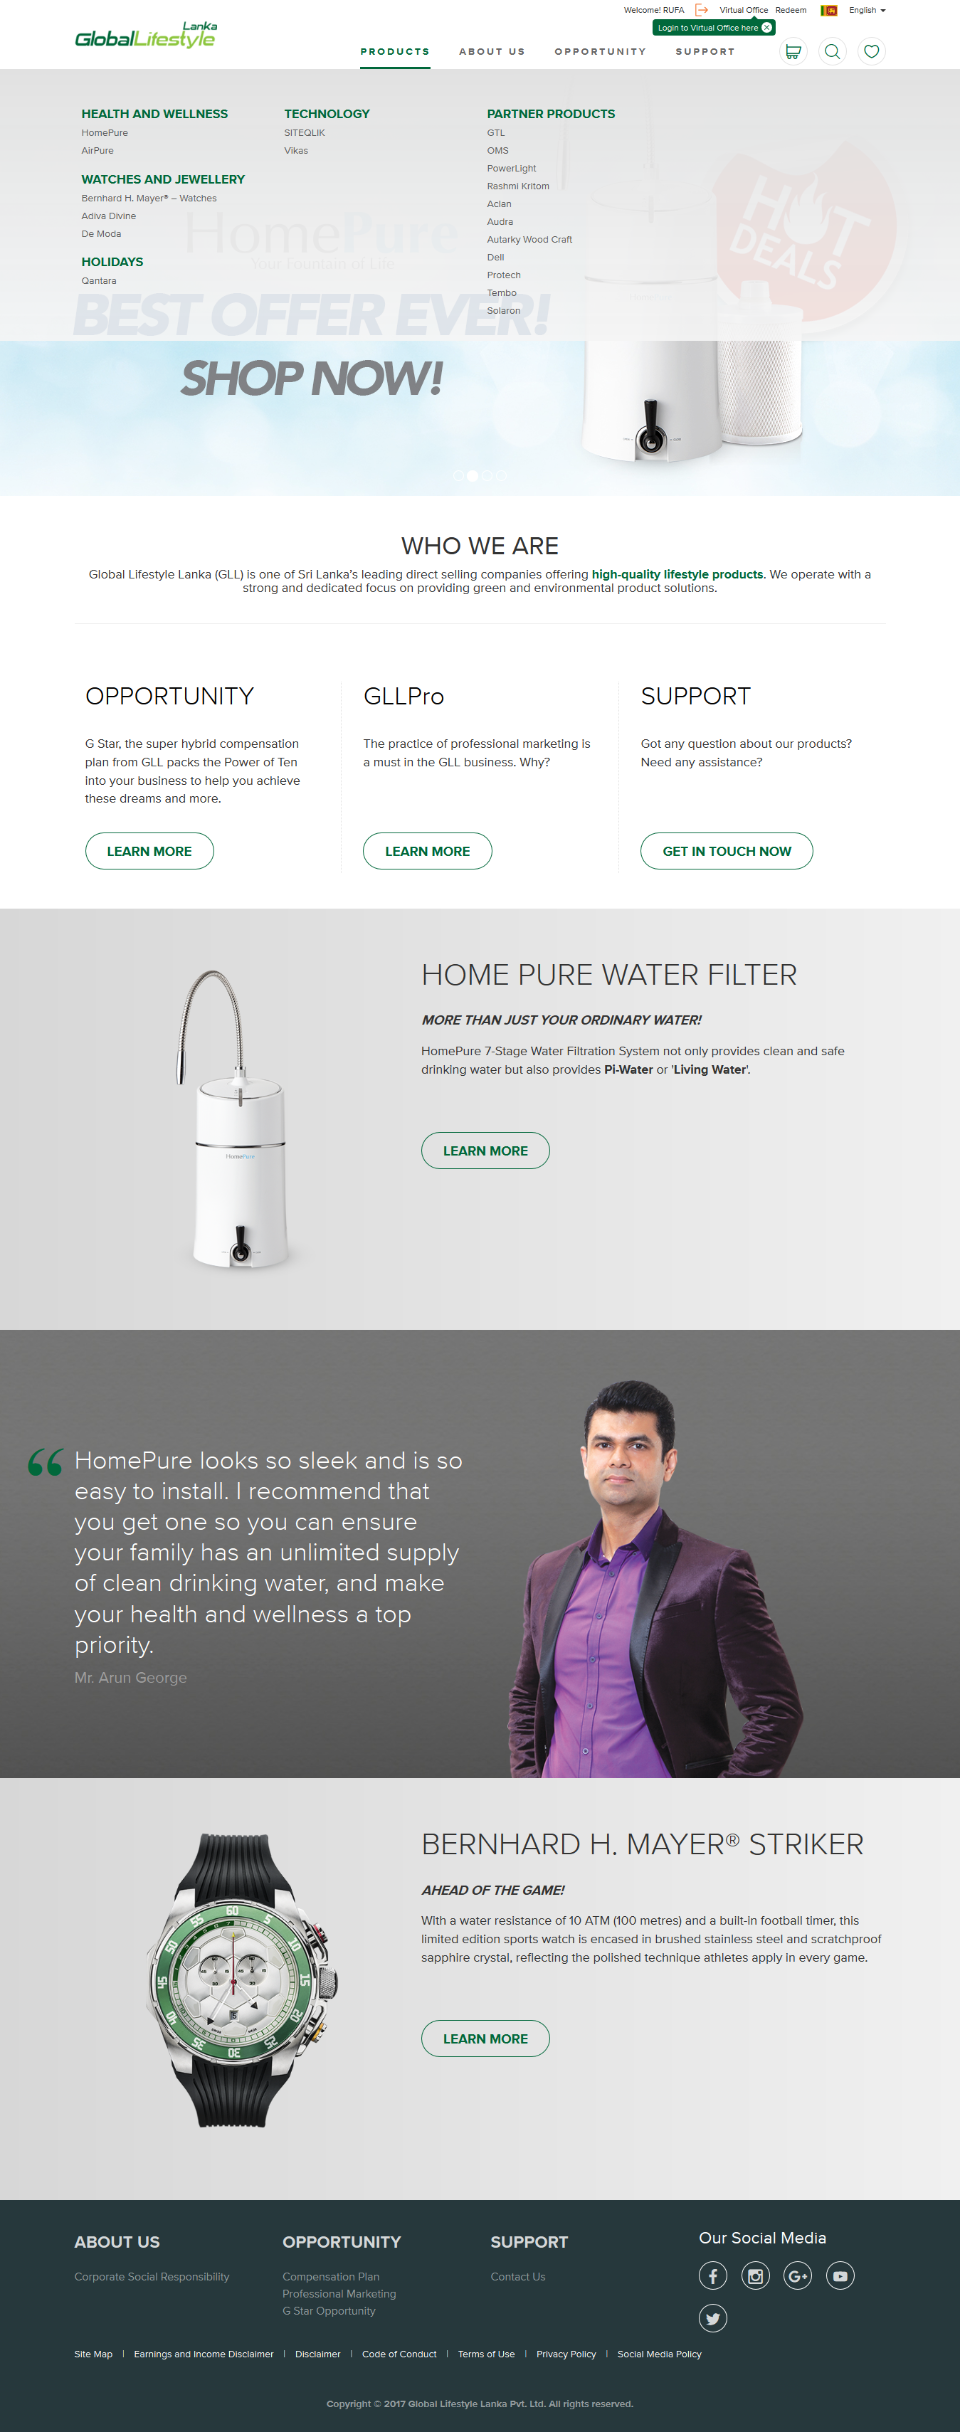 Welcome! RUFA
Virtual Office
Redeem
English
Lanka
GlobalLifestyle
Login to Virtual Office here
PRODUCTS
ABOUT US
OPPORTUNITY
SUPPORT
HEALTH AND WELLNESS
HomePure
AirPure
WATCHES AND JEWELLERY
Bernhard H. Mayer® – Watches
Adiva Divine
De Moda
HOLIDAYS
Qantara
TECHNOLOGY
SITEQLIK
Vikas
PARTNER PRODUCTS
GTL
OMS
PowerLight
Rashmi Kritom
Acian
Audra
Autarky Wood Craft
Dell
Protech
Tembo
Solaron
HomePure
Your Fountain of Life
BEST OFFER EVER!
SHOP NOW!
HOT
DEALS
WHO WE ARE
Global Lifestyle Lanka (GLL) is one of Sri Lanka's leading direct selling companies offering high-quality lifestyle products. We operate with a
strong and dedicated focus on providing green and environmental product solutions.
OPPORTUNITY
G Star, the super hybrid compensation
plan from GLL packs the Power of Ten
into your business to help you achieve
these dreams and more.
LEARN MORE
GLLPro
The practice of professional marketing is
a must in the GLL business. Why?
LEARN MORE
SUPPORT
Got any question about our products?
Need any assistance?
GET IN TOUCH NOW
HOME PURE WATER FILTER
MORE THAN JUST YOUR ORDINARY WATER!
HomePure 7-Stage Water Filtration System not only provides clean and safe
drinking water but also provides Pi-Water or 'Living Water'.
LEARN MORE
HomePure
“ HomePure looks so sleek and is so
easy to install. I recommend that
you get one so you can ensure
your family has an unlimited supply
of clean drinking water, and make
your health and wellness a top
priority.
Mr. Arun George
BERNHARD H. MAYER® STRIKER
AHEAD OF THE GAME!
With a water resistance of 10 ATM (100 metres) and a built-in football timer, this
limited edition sports watch is encased in brushed stainless steel and scratchproof
sapphire crystal, reflecting the polished technique athletes apply in every game.
LEARN MORE
60
5
10
15
20
25
30
35
40
45
50
55
ABOUT US
Corporate Social Responsibility
OPPORTUNITY
Compensation Plan
Professional Marketing
G Star Opportunity
SUPPORT
Contact Us
Our Social Media
Site Map | Earnings and Income Disclaimer | Disclaimer | Code of Conduct | Terms of Use | Privacy Policy | Social Media Policy
Copyright © 2017 Global Lifestyle Lanka Pvt. Ltd. All rights reserved.